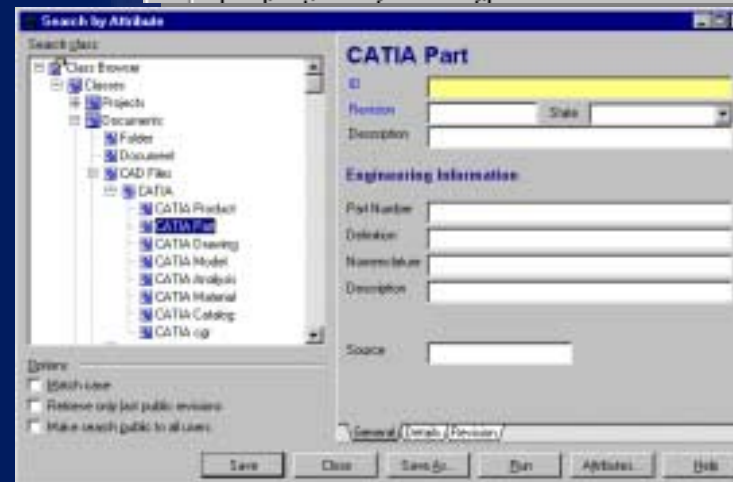 Search by Attribute
Search class:
Class Browser
Classes
Projects
Documents
Folder
Document
CAD Files
CATIA
CATIA Product
CATIA Part
CATIA Drawing
CATIA Model
CATIA Analysis
CATIA Material
CATIA Catalog
CATIA cgr
Options
Match case
Retrieve only last public revisions
Make search public to all users
CATIA Part
ID
Revision
State
Description
Engineering Information
Part Number
Definition
Nomenclature
Description
Source
General Details Revision
Save Close Save As... Run Attributes... Help